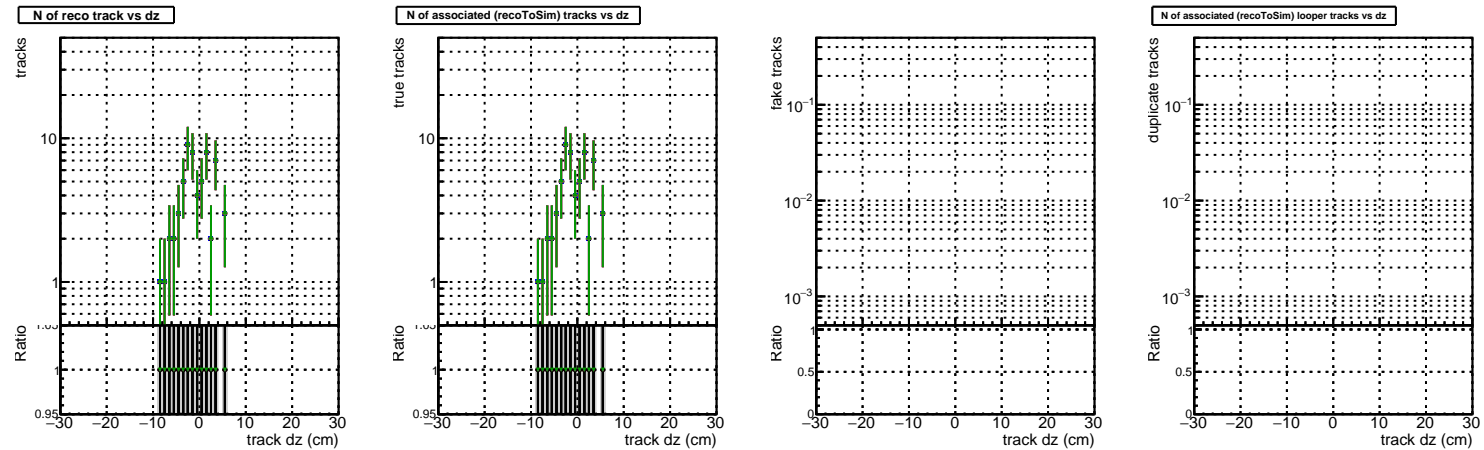 N of reco track vs dz
tracks
10
1
Ratio
1
0.95
−30 −20 −10 0 10 20 30
track dz (cm)
N of associated (recoToSim) tracks vs dz
true tracks
10
1
Ratio
1
0.95
−30 −20 −10 0 10 20 30
track dz (cm)
fake tracks
10−1
10−2
10−3
Ratio
1
0.5
0
−30 −20 −10 0 10 20 30
track dz (cm)
N of associated (recoToSim) looper tracks vs dz
duplicate tracks
10−1
10−2
10−3
Ratio
1
0.5
0
−30 −20 −10 0 10 20 30
track dz (cm)